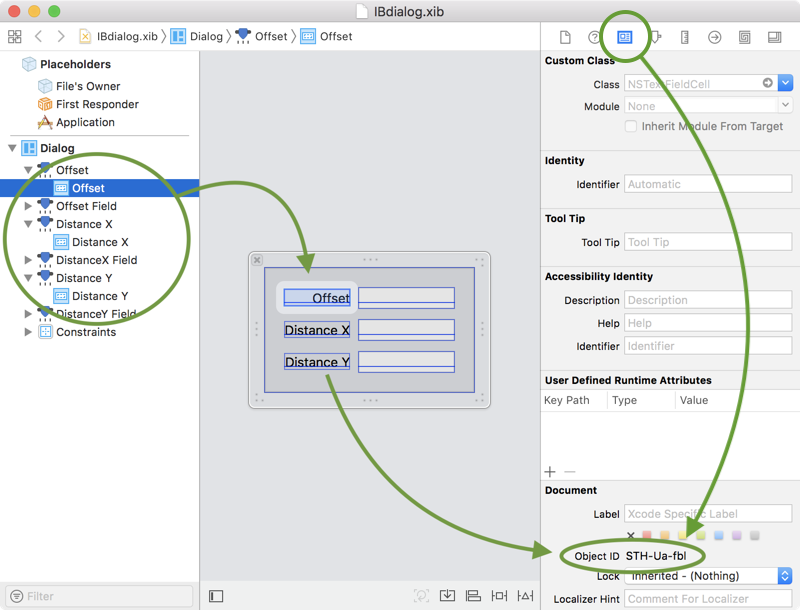 IBdialog.xib
IBdialog.xib Dialog Offset Offset
Placeholders
File's Owner
First Responder
Application
Dialog
Offset
Offset
Offset Field
Distance X
Distance X
DistanceX Field
Distance Y
Distance Y
DistanceY Field
Constraints
Filter
Offset
Distance X
Distance Y
Custom Class
Class NSTextFieldCell
Module None
Inherit Module From Target
Identity
Identifier Automatic
Tool Tip
Tool Tip Tool Tip
Accessibility Identity
Description Description
Help Help
Identifier Identifier
User Defined Runtime Attributes
Key Path Type Value
Document
Label Xcode Specific Label
Object ID STH-Ua-fbl
Lock Inherited - (Nothing)
Localizer Hint Comment For Localizer